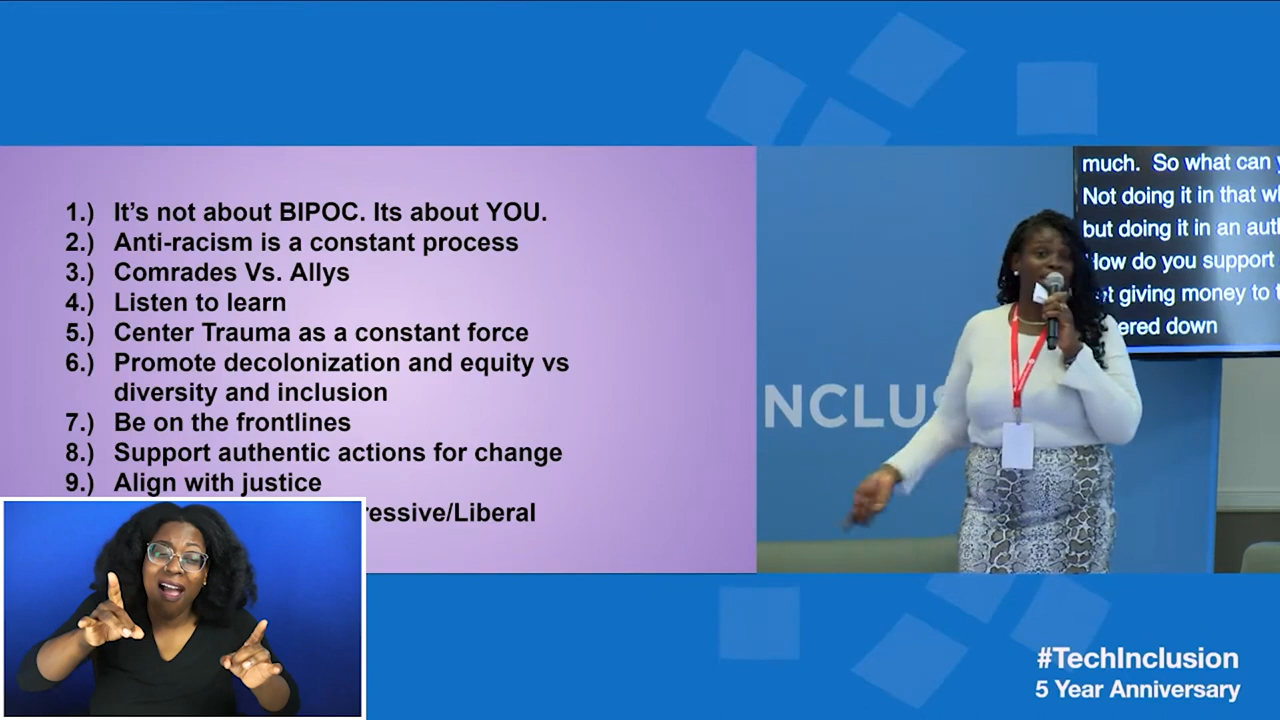 1.) It’s not about BIPOC. Its about YOU.
2.) Anti-racism is a constant process
3.) Comrades Vs. Allys
4.) Listen to learn
5.) Center Trauma as a constant force
6.) Promote decolonization and equity vs
diversity and inclusion
7.) Be on the frontlines
8.) Support authentic actions for change
9.) Align with justice
ressive/Liberal
much. So what can
Not doing it in that
but doing it in an
How do you support
giving money to
down
NCLUS
#TechInclusion
5 Year Anniversary